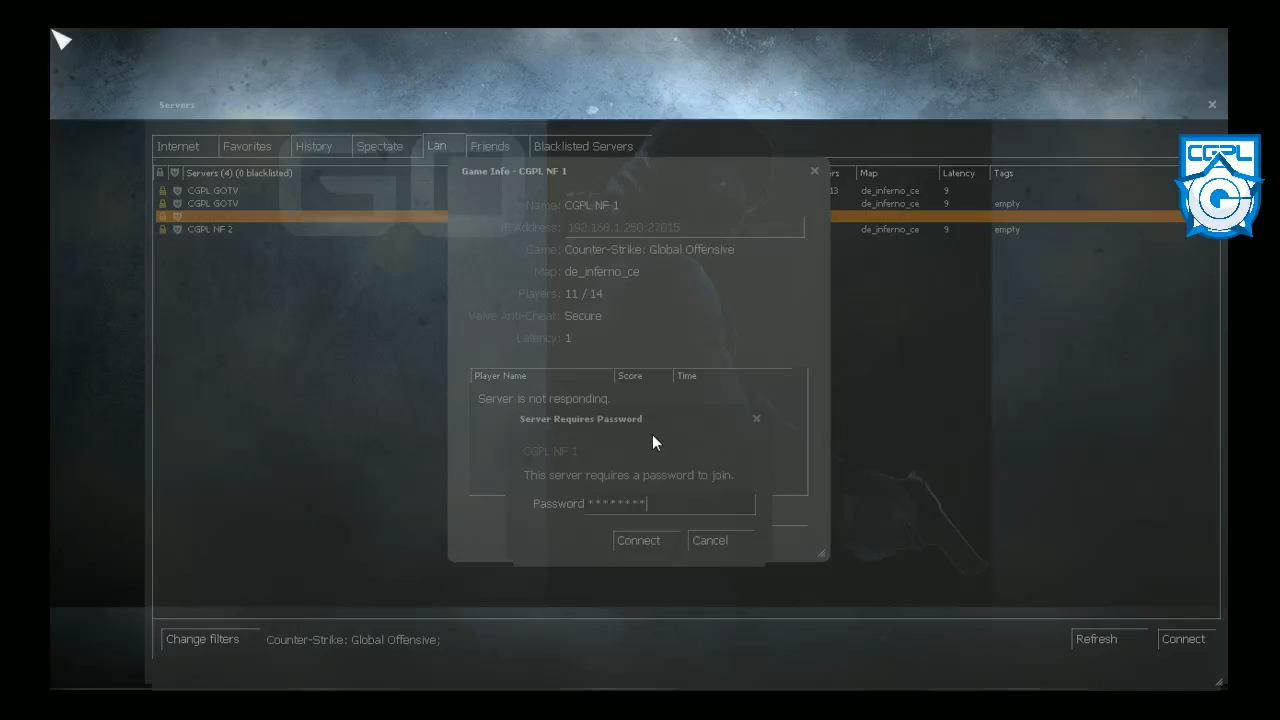 Servers
CGPL
Internet Favorites History Spectate Lan Friends Blacklisted Servers
GO
Servers (4) (0 blacklisted) Map Latency Tags
CGPL GOTV 13 de_inferno_ce 9
CGPL GOTV de_inferno_ce 9 empty
CGPL NF 2 de_inferno_ce 9 empty
Game Info - CGPL NF 1
Name: CGPL NF 1
IP Address: 192.168.1.250:27015
Game: Counter-Strike: Global Offensive
Map: de_inferno_ce
Players: 11 / 14
Valve Anti-Cheat: Secure
Latency: 1
Player Name Score Time
Server is not responding.
Server Requires Password
CGPL NF 1
This server requires a password to join.
Password ********
Connect Cancel
Change filters Counter-Strike: Global Offensive; Refresh Connect